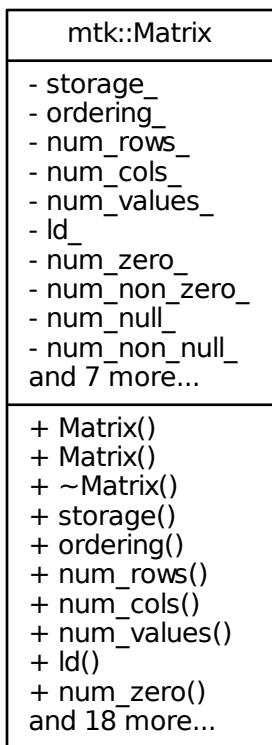 mtk::Matrix
- storage_
- ordering_
- num_rows_
- num_cols_
- num_values_
- ld_
- num_zero_
- num_non_zero_
- num_null_
- num_non_null_
and 7 more...
+ Matrix()
+ Matrix()
+ ~Matrix()
+ storage()
+ ordering()
+ num_rows()
+ num_cols()
+ num_values()
+ ld()
+ num_zero()
and 18 more...